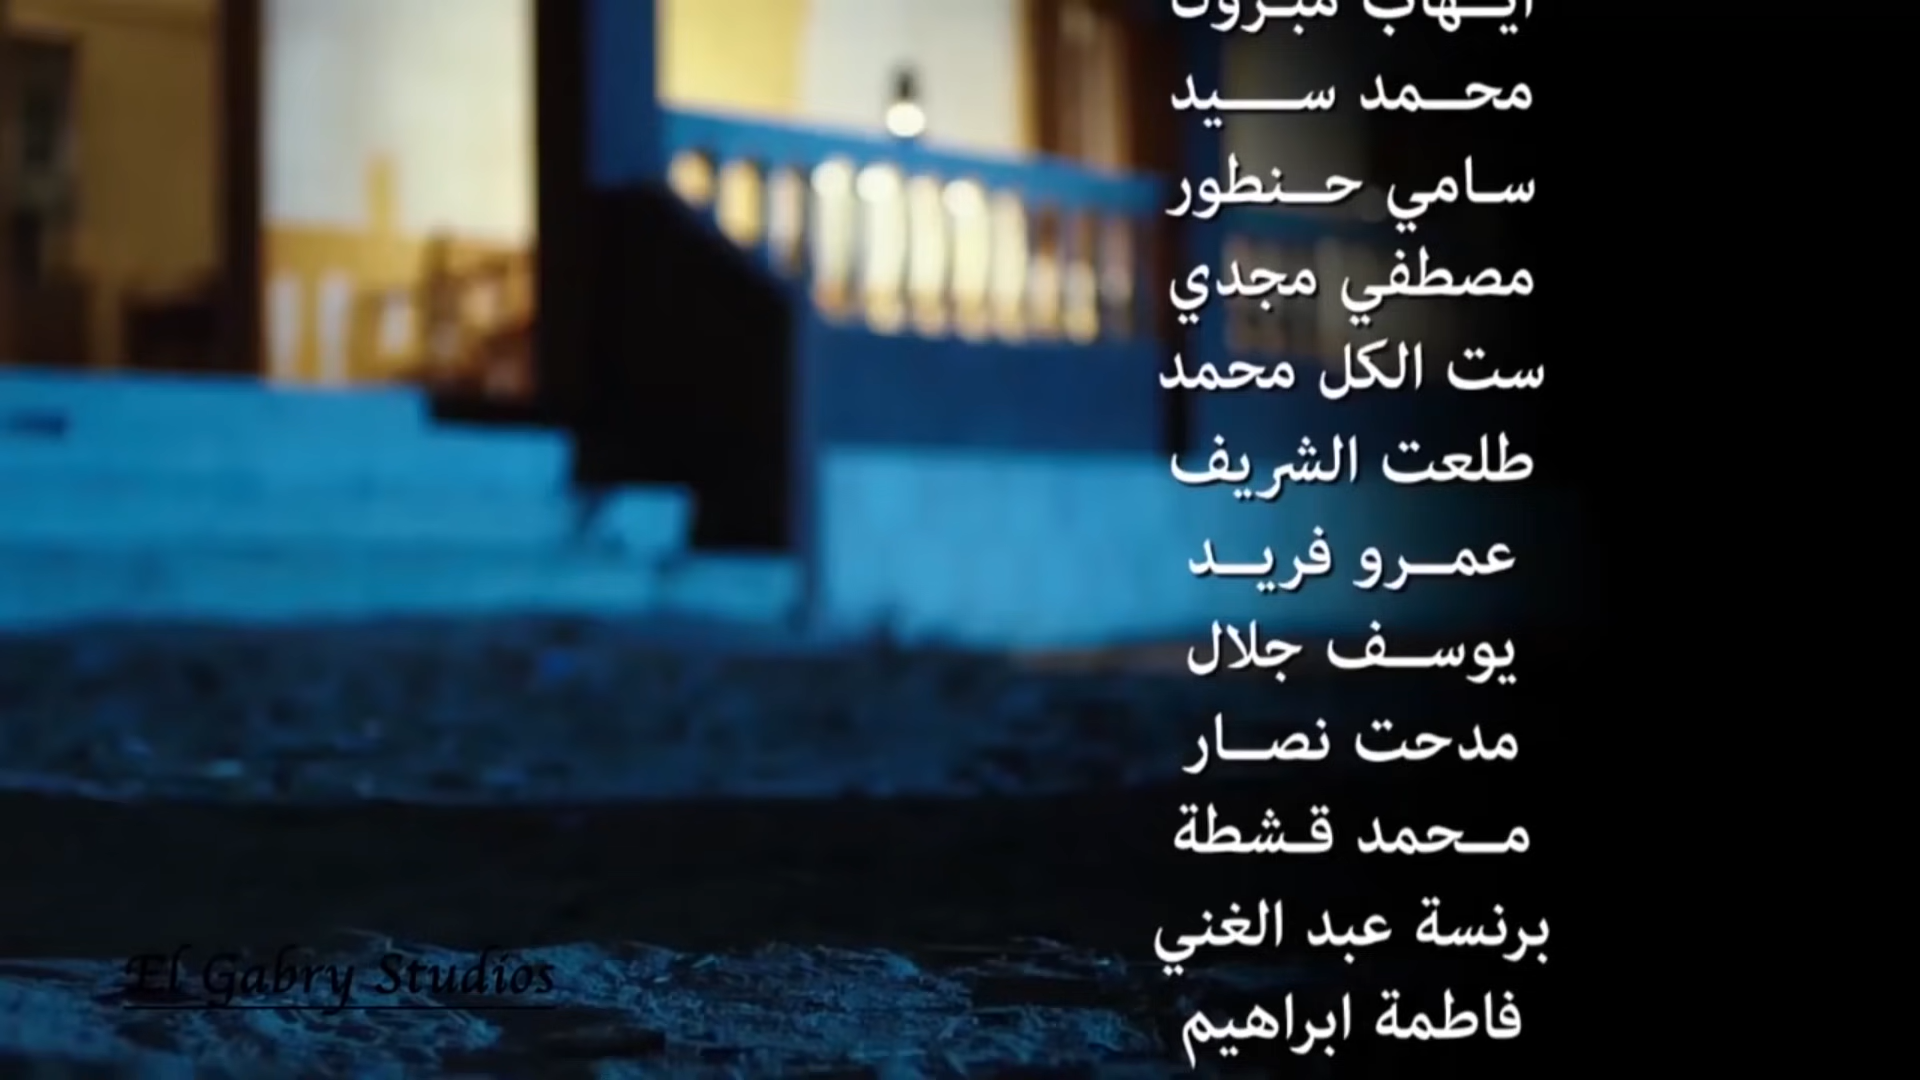 محمد سيد
سامي حنطور
مصطفي مجدي
ست الكل محمد
طلعت الشريف
عمرو فريد
يوسف جلال
مدحت نصار
محمد قشطة
برنسة عبد الغني
فاطمة ابراهيم
El Gabry Studios